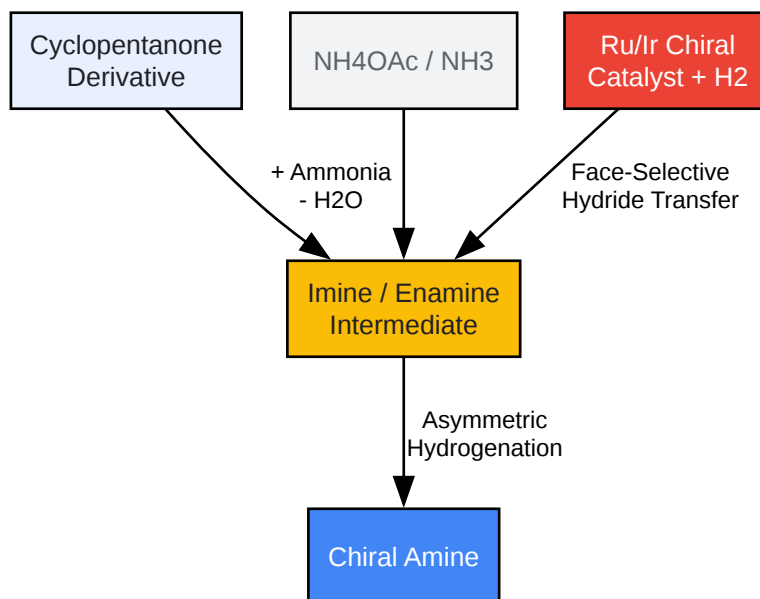 Cyclopentanone
Derivative
NH4OAc / NH3
Ru/Ir Chiral
Catalyst + H2
+ Ammonia
- H2O
Face-Selective
Hydride Transfer
Imine / Enamine
Intermediate
Asymmetric
Hydrogenation
Chiral Amine